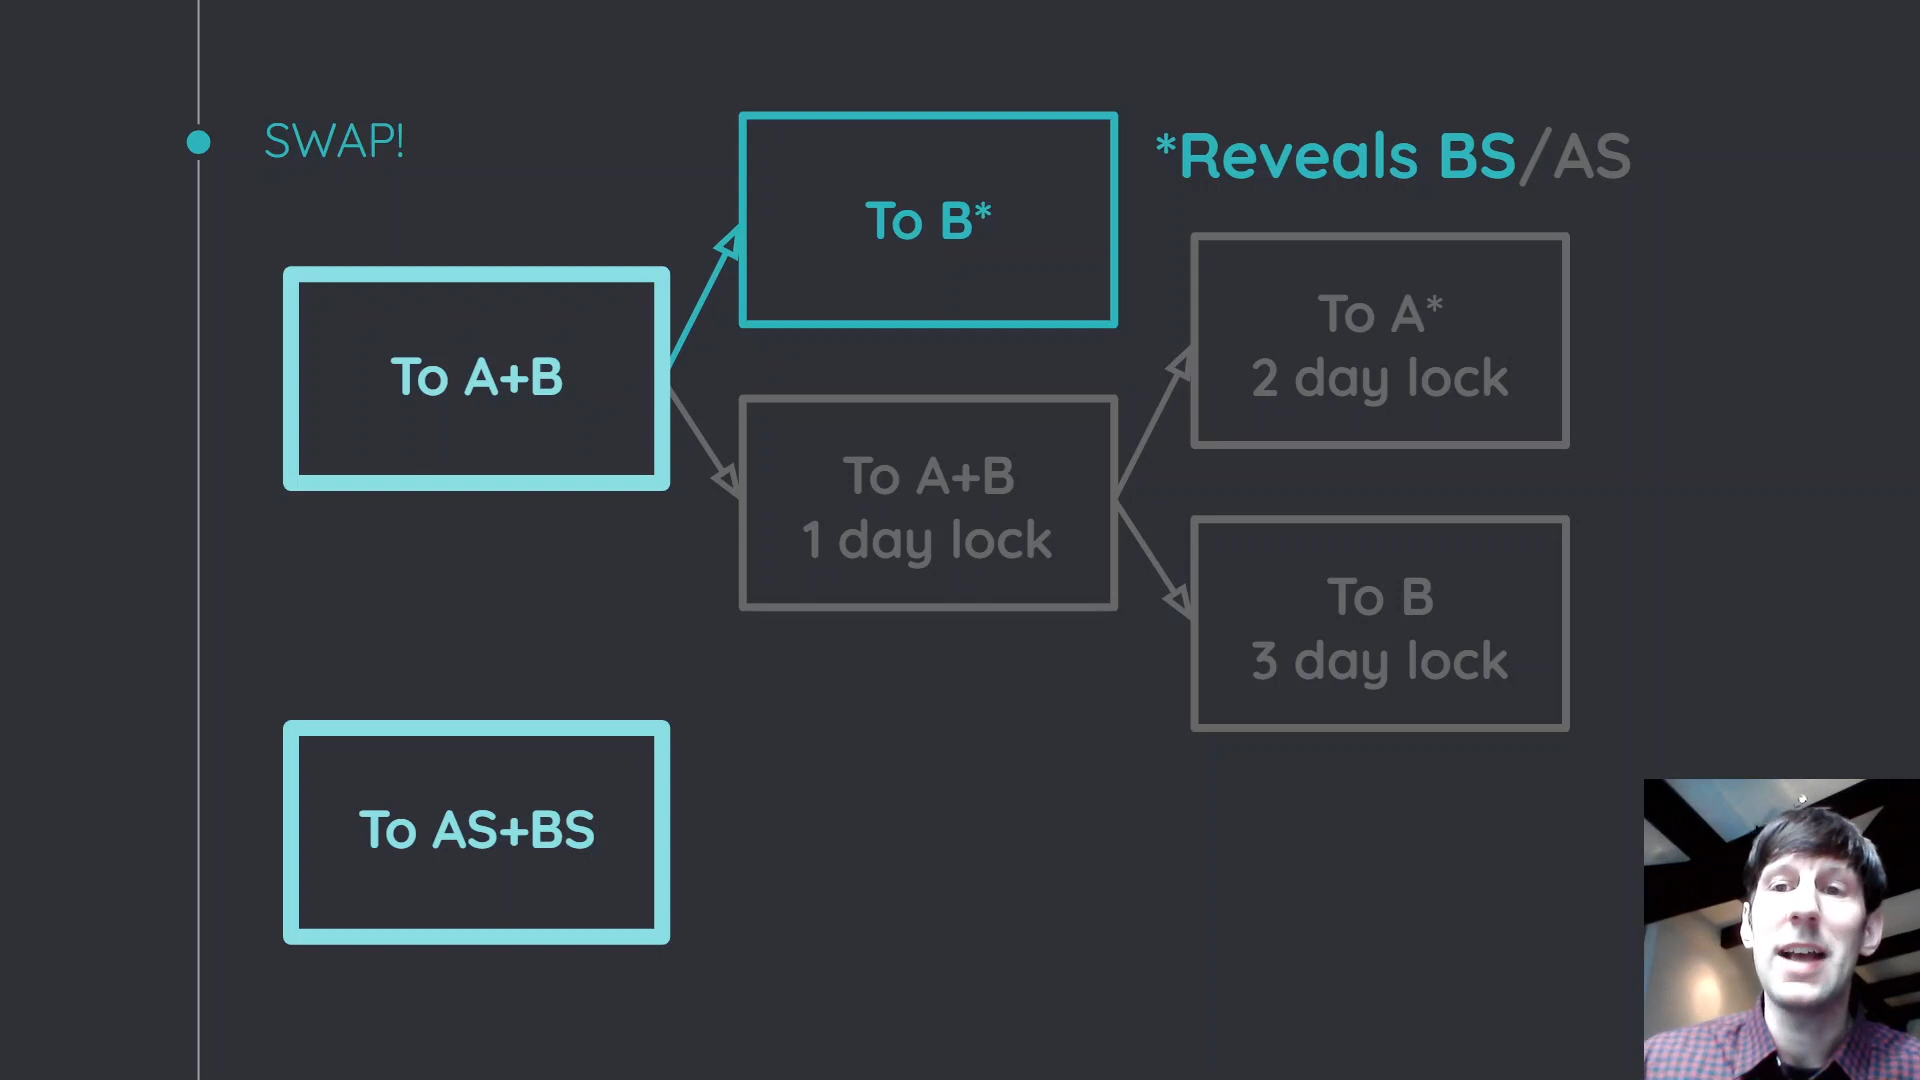 SWAP!
To B*
*Reveals BS/AS
To A+B
To A*
2 day lock
To A+B
1 day lock
To B
3 day lock
To AS+BS